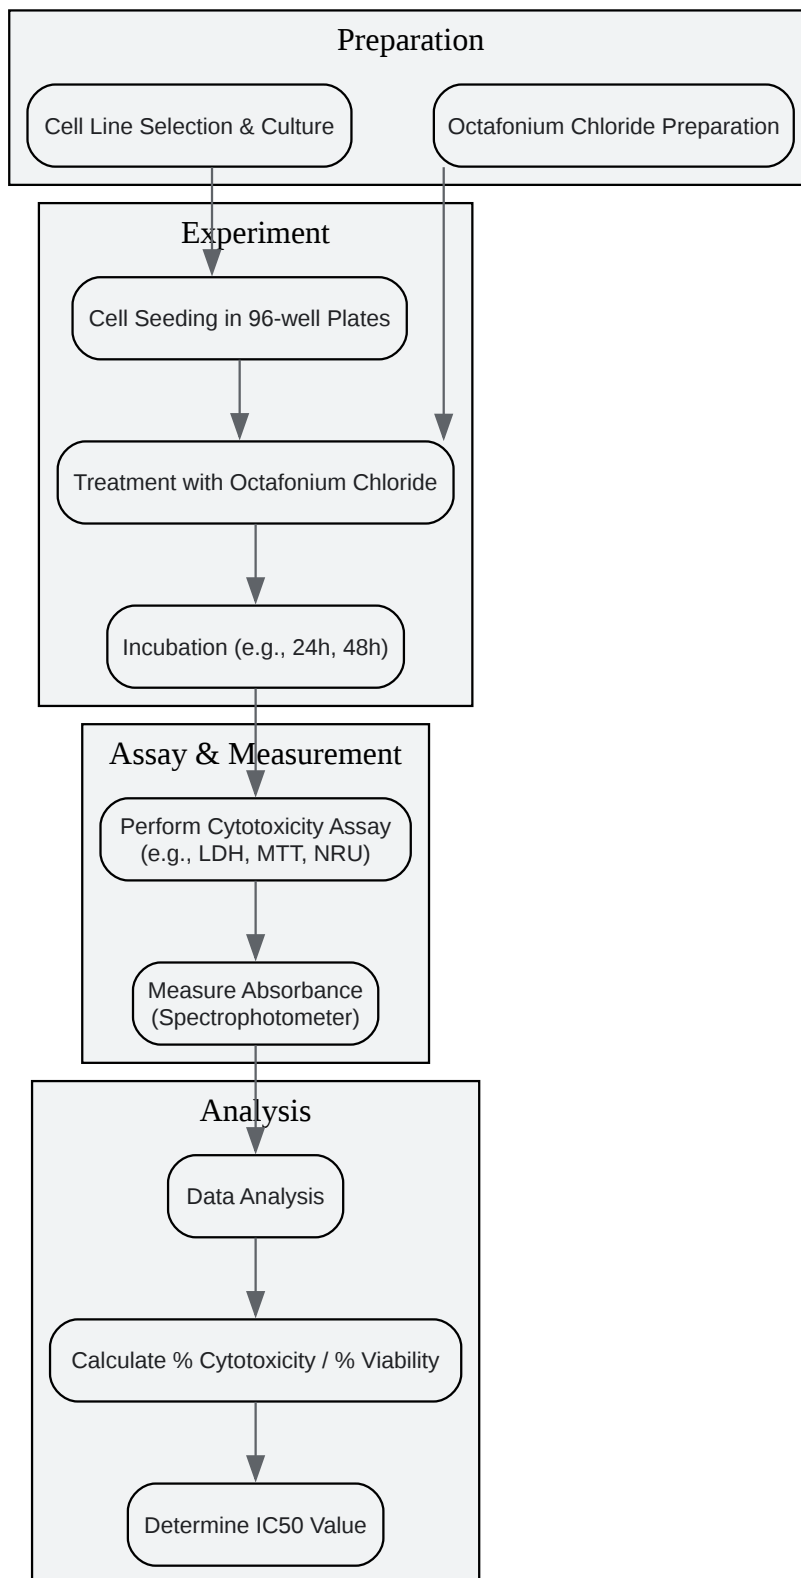 Preparation
Cell Line Selection & Culture
Octafonium Chloride Preparation
Experiment
Cell Seeding in 96-well Plates
Treatment with Octafonium Chloride
Incubation (e.g., 24h, 48h)
Assay & Measurement
Perform Cytotoxicity Assay
(e.g., LDH, MTT, NRU)
Measure Absorbance
(Spectrophotometer)
Analysis
Data Analysis
Calculate % Cytotoxicity / % Viability
Determine IC50 Value